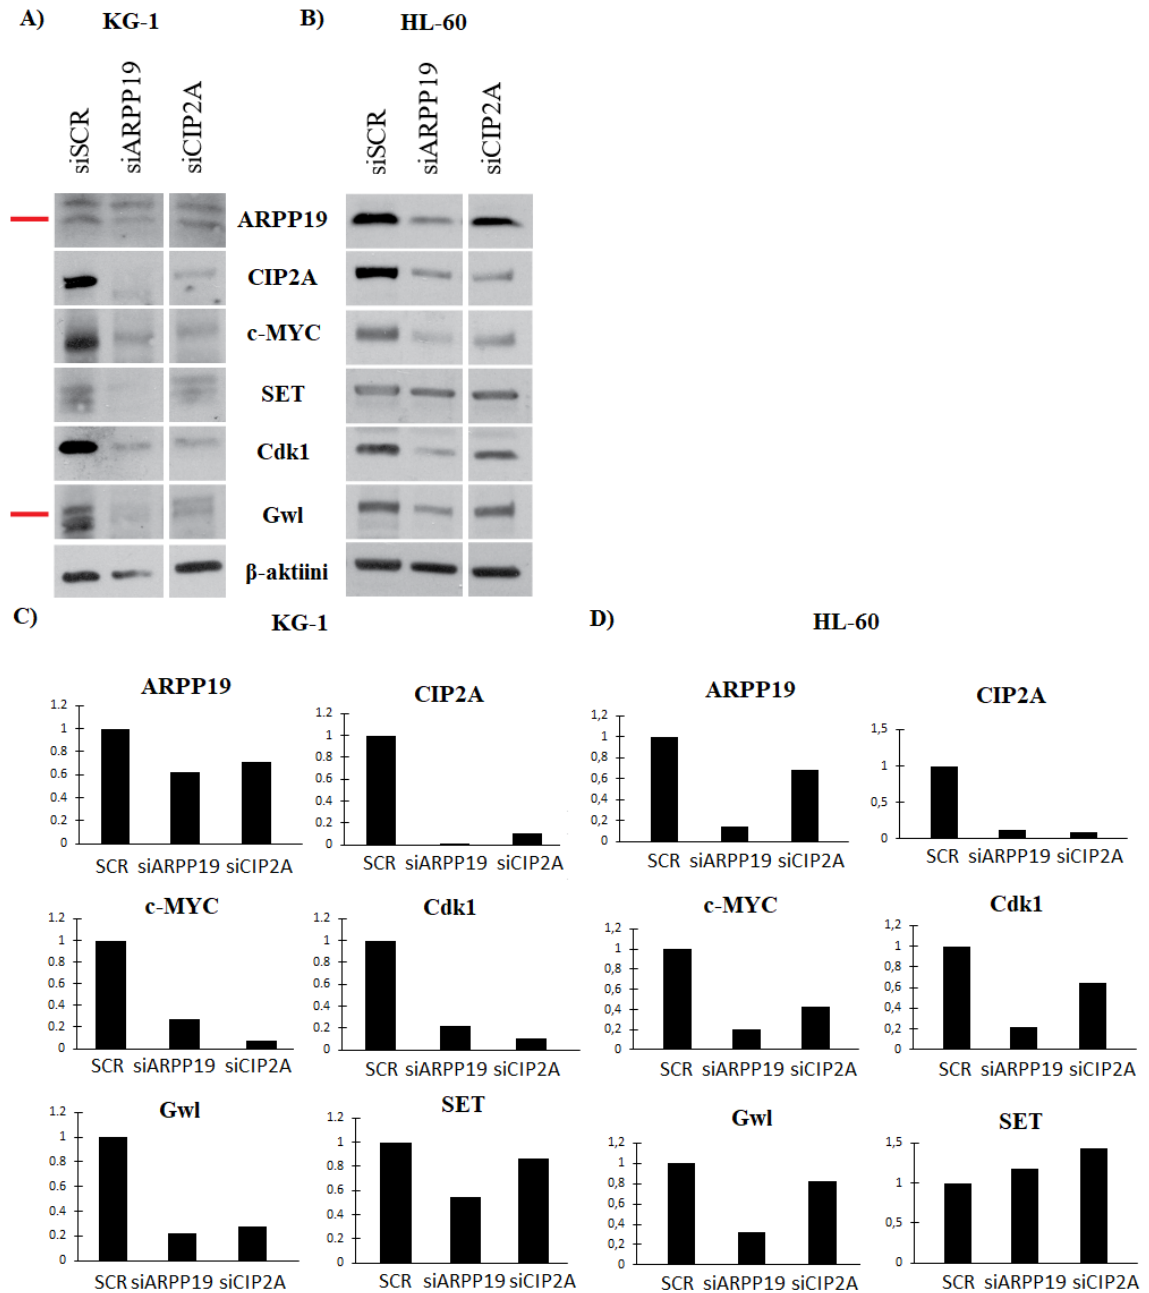 A) KG-1 B) HL-60
siSCR siARPP19 siCIP2A siSCR siARPP19 siCIP2A
ARPP19
CIP2A
c-MYC
SET
Cdk1
Gwl
β-aktiini
C) KG-1 D) HL-60
ARPP19
1.2
1
0.8
0.6
0.4
0.2
0
SCR siARPP19 siCIP2A
CIP2A
1.2
1
0.8
0.6
0.4
0.2
0
SCR siARPP19 siCIP2A
ARPP19
1,2
1
0,8
0,6
0,4
0,2
0
SCR siARPP19 siCIP2A
CIP2A
1,5
1
0,5
0
SCR siARPP19 siCIP2A
c-MYC
1.2
1
0.8
0.6
0.4
0.2
0
SCR siARPP19 siCIP2A
Cdk1
1.2
1
0.8
0.6
0.4
0.2
0
SCR siARPP19 siCIP2A
c-MYC
1,2
1
0,8
0,6
0,4
0,2
0
SCR siARPP19 siCIP2A
Cdk1
1,2
1
0,8
0,6
0,4
0,2
0
SCR siARPP19 siCIP2A
Gwl
1.2
1
0.8
0.6
0.4
0.2
0
SCR siARPP19 siCIP2A
SET
1.2
1
0.8
0.6
0.4
0.2
0
SCR siARPP19 siCIP2A
Gwl
1,2
1
0,8
0,6
0,4
0,2
0
SCR siARPP19 siCIP2A
SET
1,5
1
0,5
0
SCR siARPP19 siCIP2A